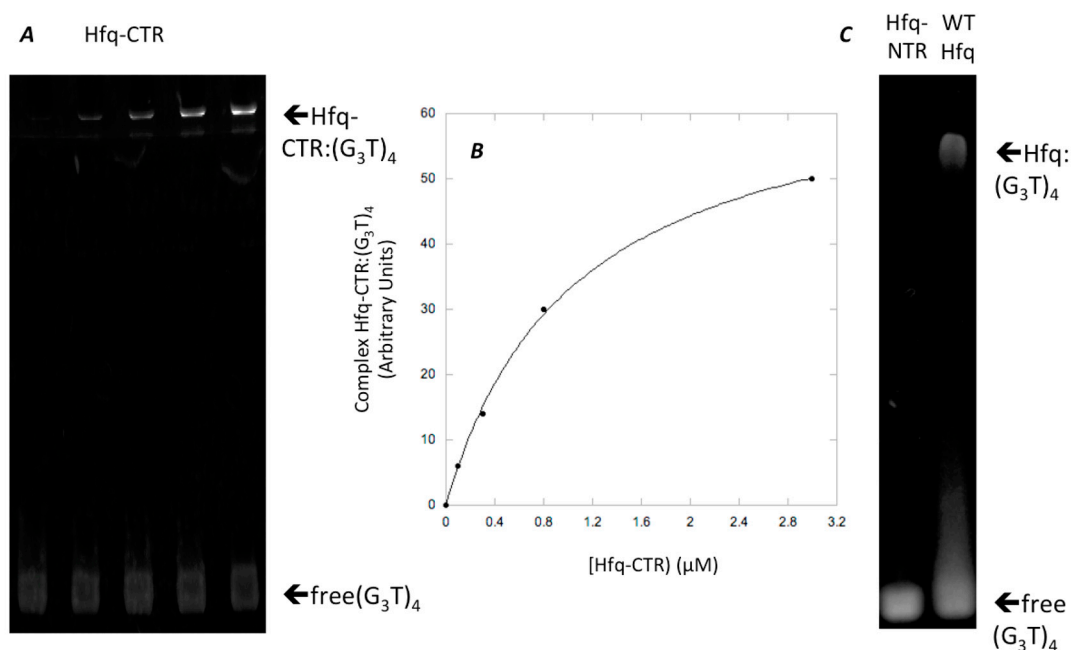 A
Hfq-CTR
🡸Hfq-
CTR:(G₃T)₄
free(G₃T)₄
B
60
50
40
30
20
10
0
0 0.4 0.8 1.2 1.6 2 2.4 2.8 3.2
Complex Hfq-CTR:(G₃T)₄
(Arbitrary Units)
[Hfq-CTR) (μM)
C
Hfq- WT
NTR Hfq
Hfq:
(G₃T)₄
free
(G₃T)₄